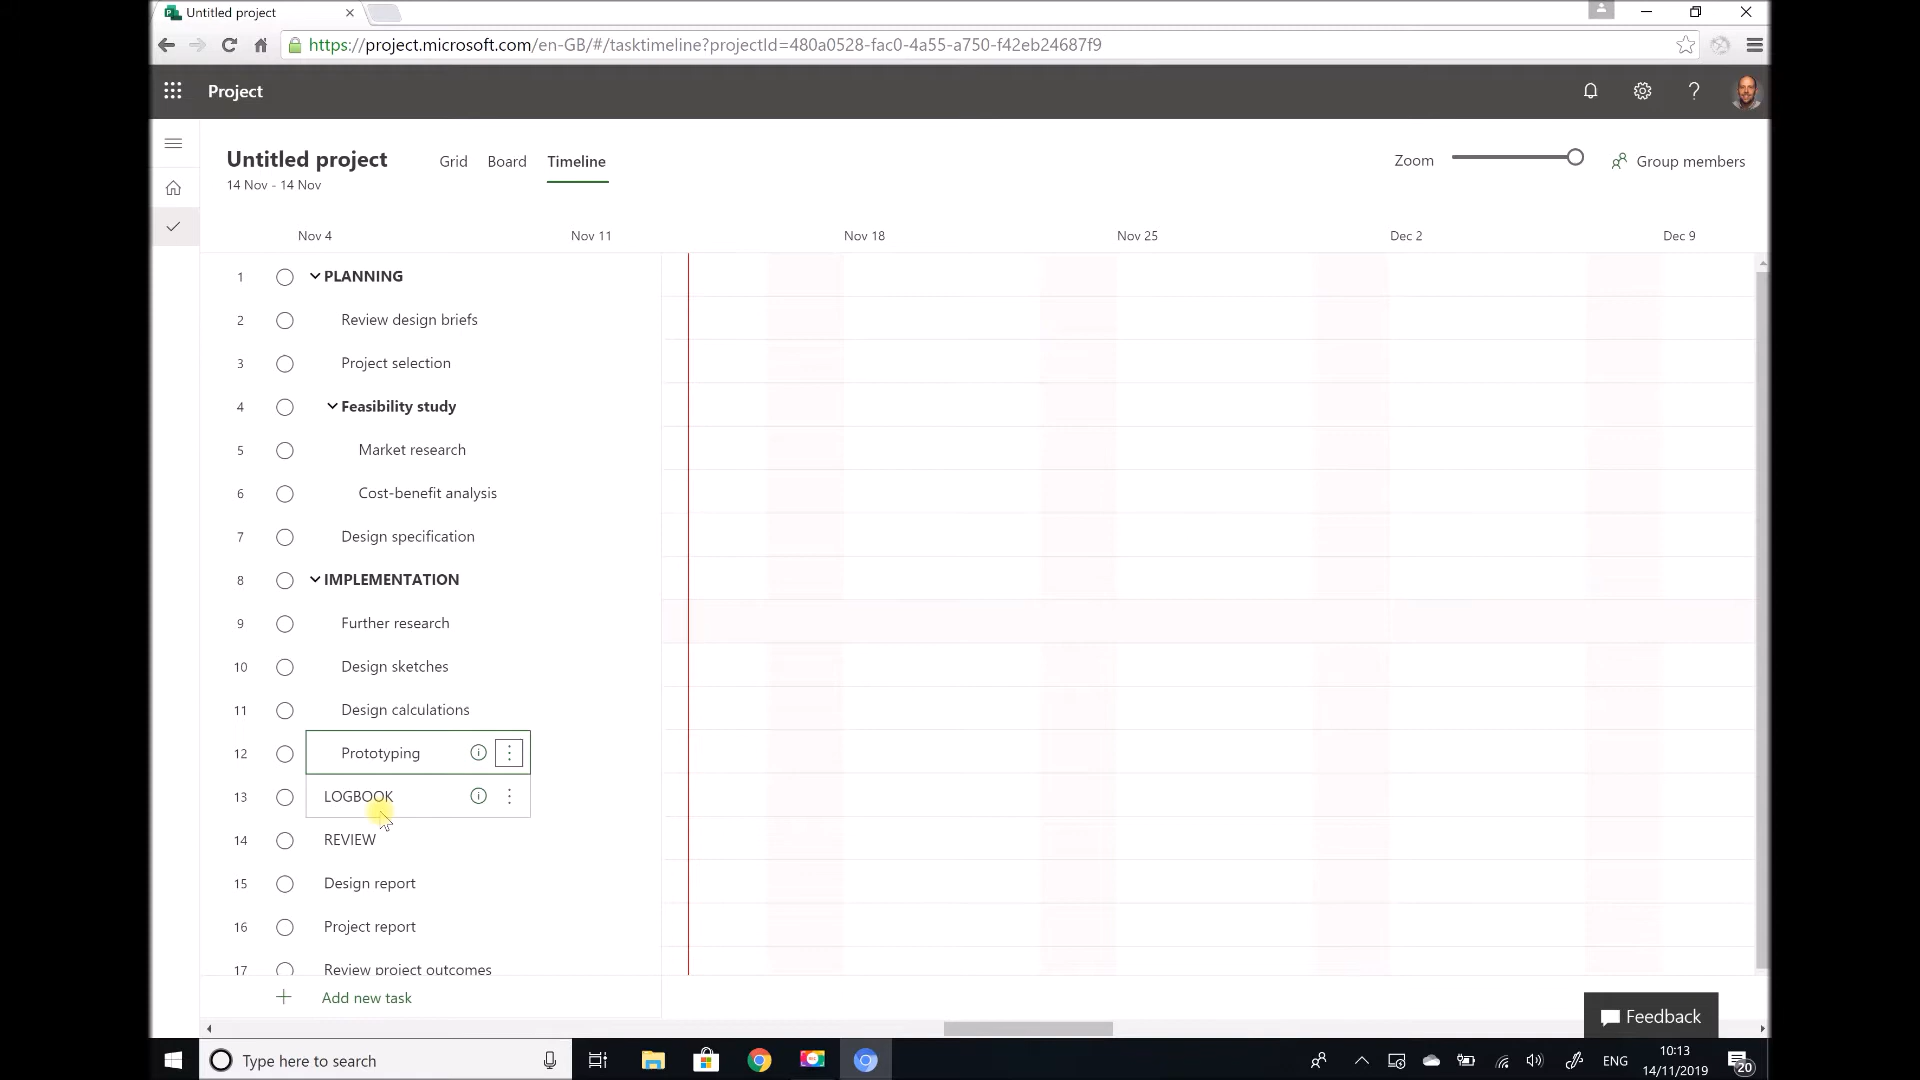 Untitled project
https://project.microsoft.com/en-GB/#/tasktimeline?projectId=480a0528-fac0-4a55-a750-f42eb24687f9
Project
Untitled project
Grid
Board
Timeline
Zoom
Group members
14 Nov - 14 Nov
Nov 4
Nov 11
Nov 18
Nov 25
Dec 2
Dec 9
1 PLANNING
2 Review design briefs
3 Project selection
4 Feasibility study
5 Market research
6 Cost-benefit analysis
7 Design specification
8 IMPLEMENTATION
9 Further research
10 Design sketches
11 Design calculations
12 Prototyping
13 LOGBOOK
14 REVIEW
15 Design report
16 Project report
17 Review project outcomes
Add new task
Feedback
Type here to search
ENG
10:13
14/11/2019
20